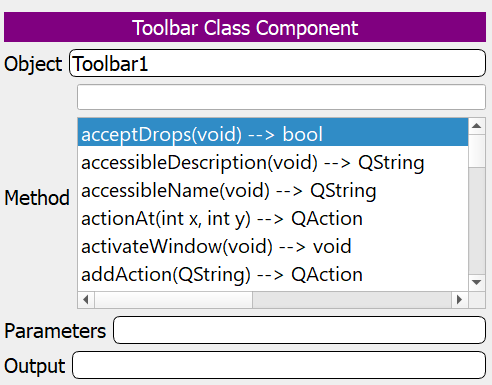 Toolbar Class Component
Object Toolbar1
acceptDrops(void) --> bool
accessibleDescription(void) --> QString
accessibleName(void) --> QString
Method
actionAt(int x, int y) --> QAction
activateWindow(void) --> void
addAction(QString) --> QAction
Parameters
Output